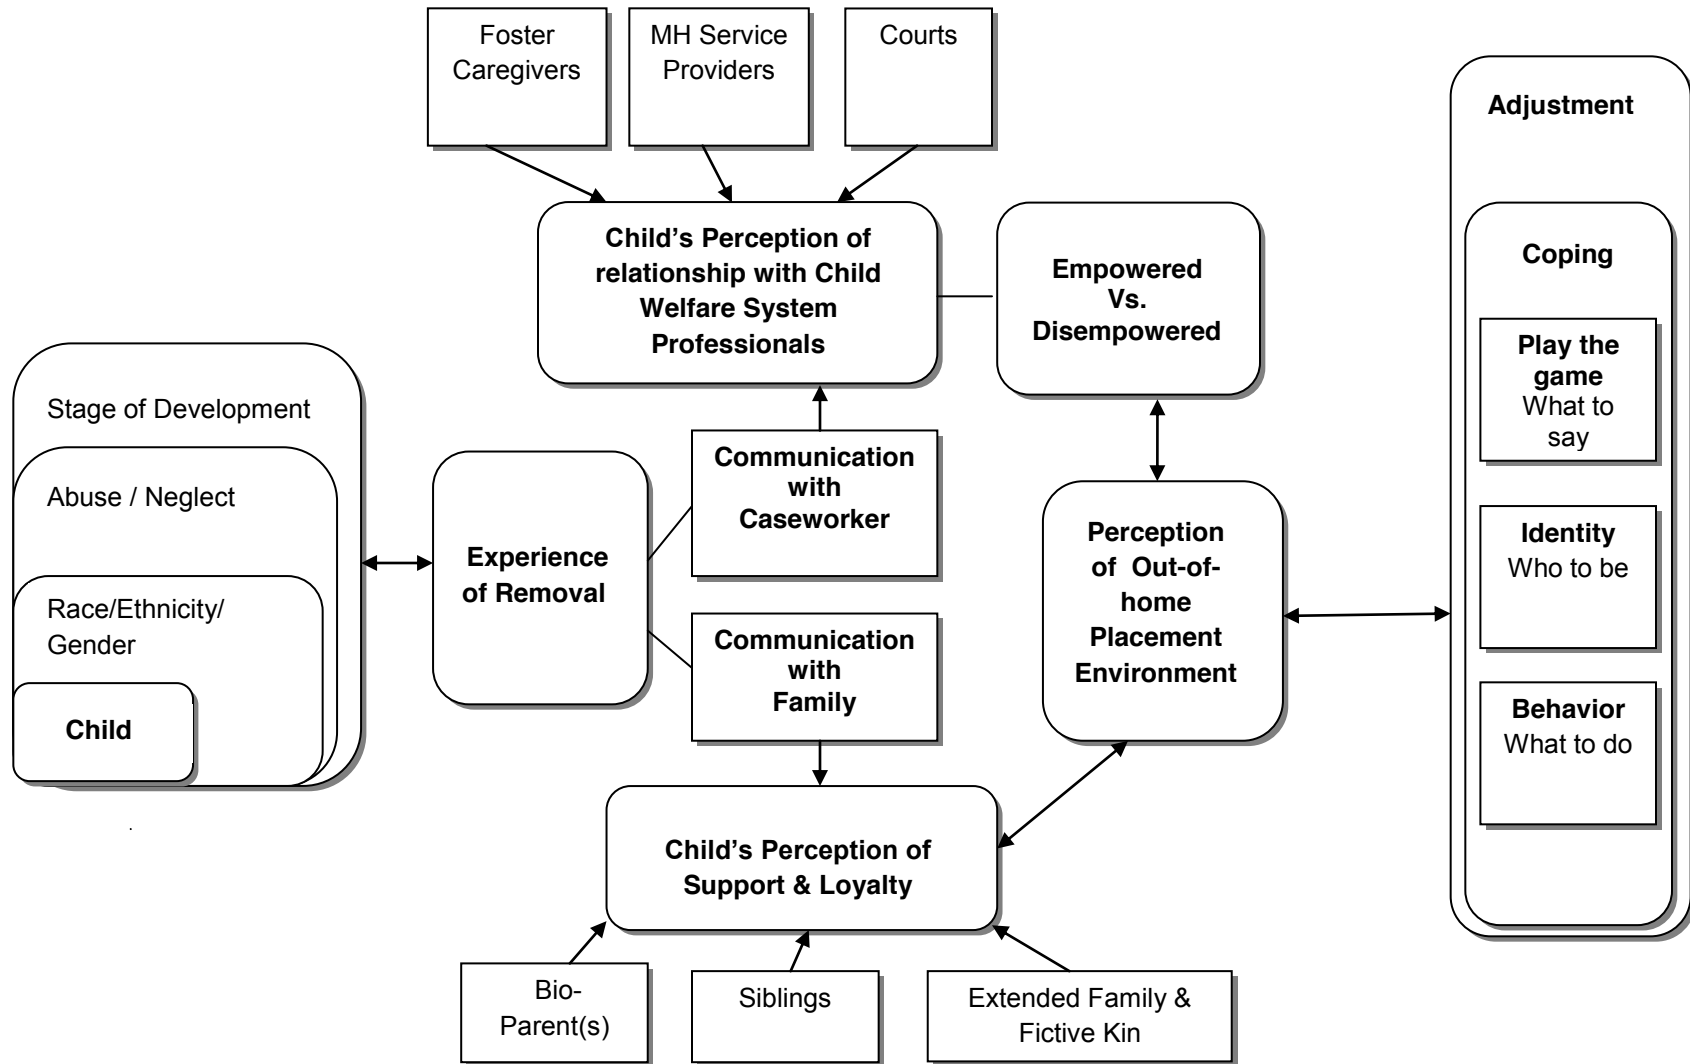 Foster
Caregivers
MH Service
Providers
Courts
Adjustment
Child’s Perception of
relationship with Child
Welfare System
Professionals
Empowered
Vs.
Disempowered
Coping
Play the
game
What to
say
Stage of Development
Abuse / Neglect
Race/Ethnicity/
Gender
Child
Experience
of Removal
Communication
with
Caseworker
Communication
with
Family
Perception
of Out-of-
home
Placement
Environment
Identity
Who to be
Behavior
What to do
Child’s Perception of
Support & Loyalty
Bio-
Parent(s)
Siblings
Extended Family &
Fictive Kin